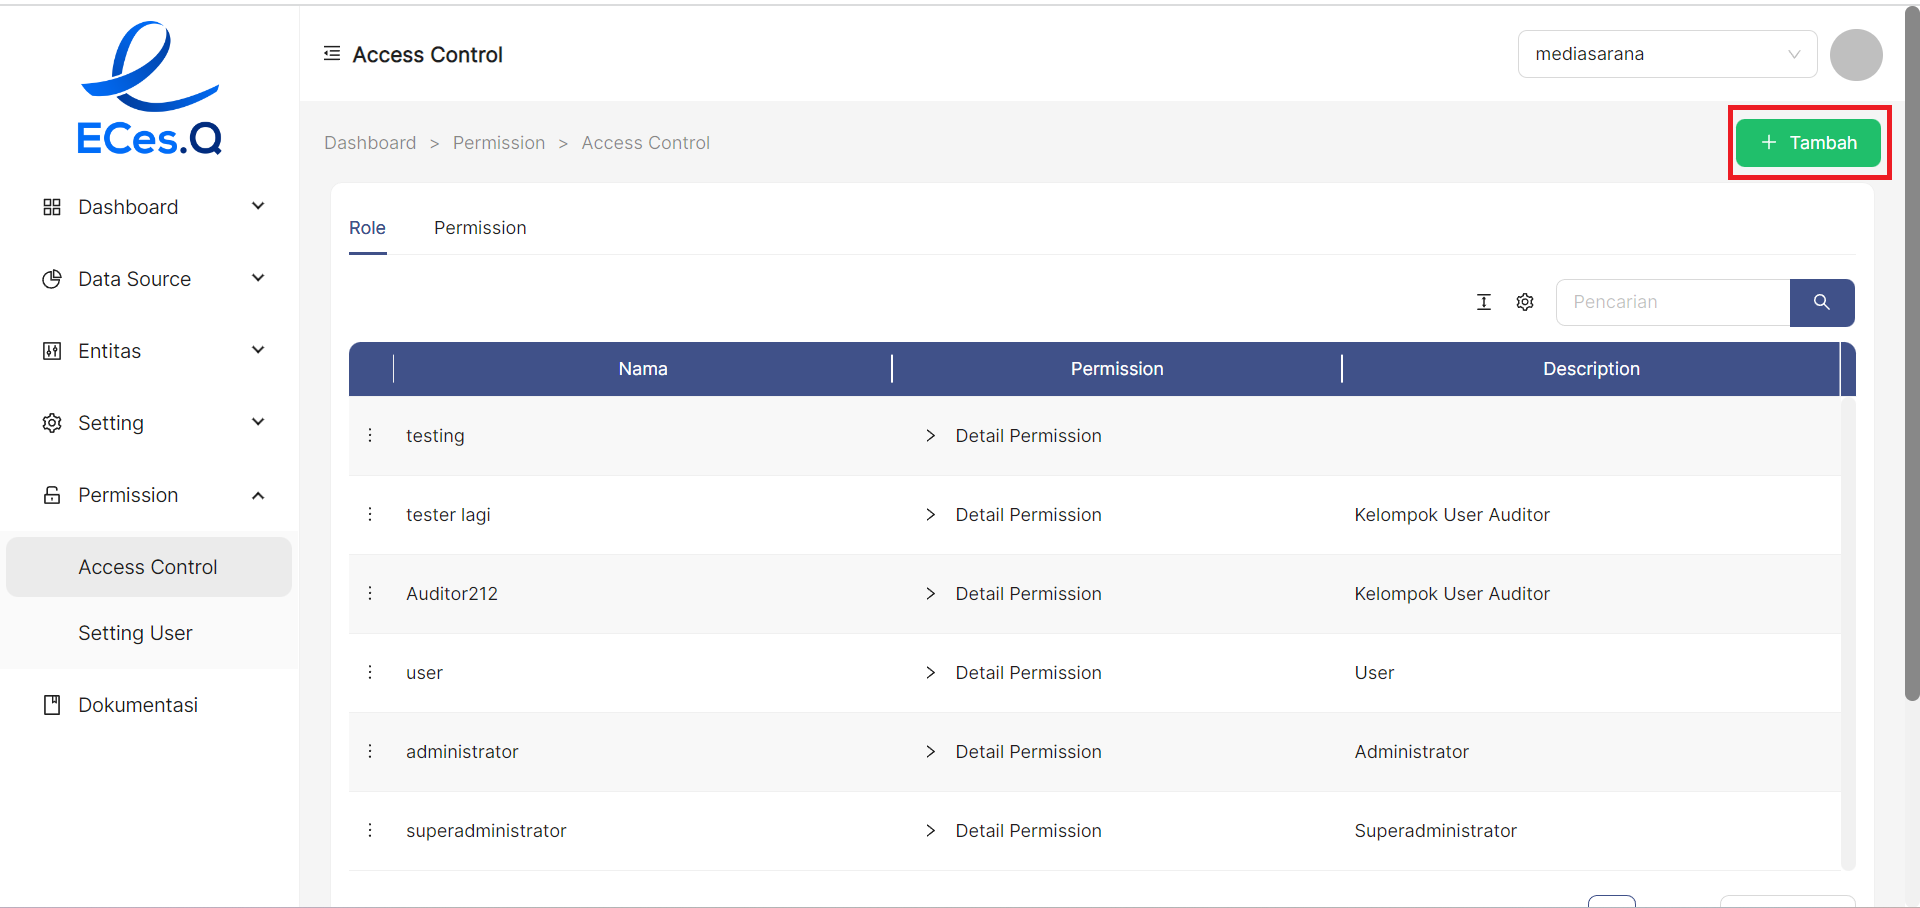 ECes.Q
Access Control
mediasarana
Dashboard > Permission > Access Control
+ Tambah
Dashboard
Data Source
Entitas
Setting
Permission
Access Control
Setting User
Dokumentasi
Role Permission
Pencarian
Nama Permission Description
testing > Detail Permission
tester lagi > Detail Permission Kelompok User Auditor
Auditor212 > Detail Permission Kelompok User Auditor
user > Detail Permission User
administrator > Detail Permission Administrator
superadministrator > Detail Permission Superadministrator